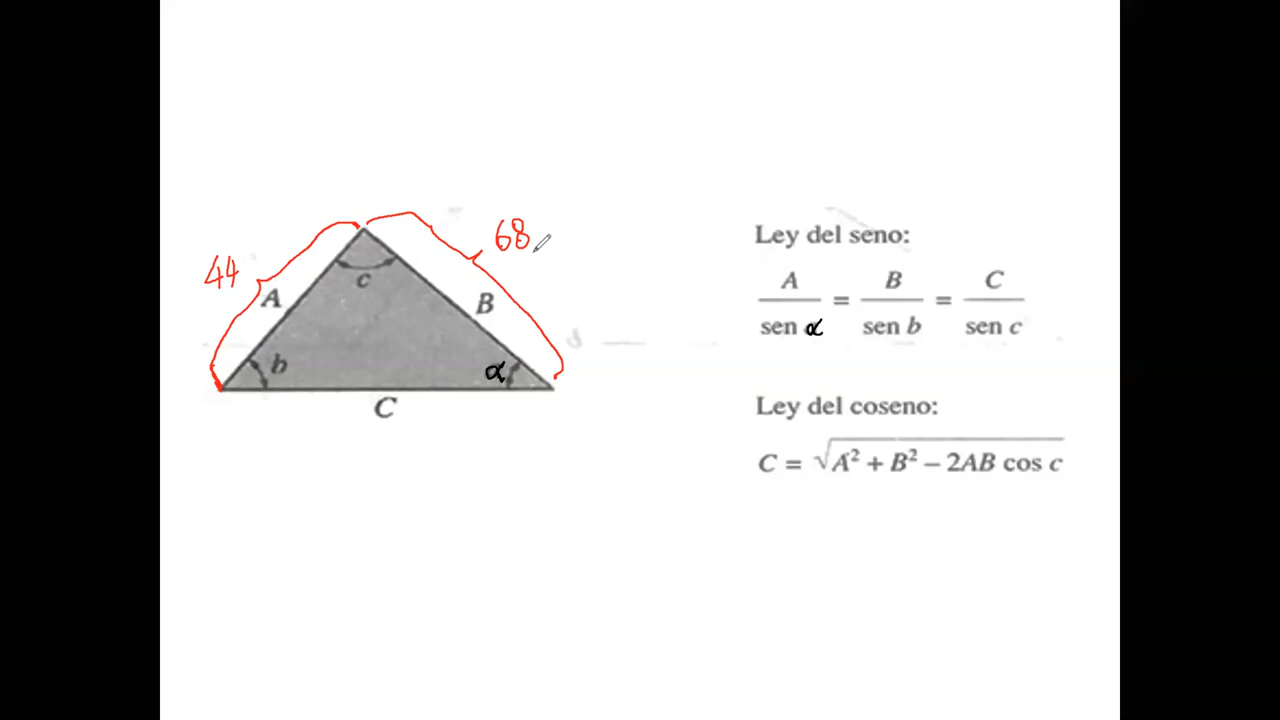 44
68
A
c
B
b
α
C
Ley del seno:
A / sen α = B / sen b = C / sen c
Ley del coseno:
C = √A² + B² – 2AB cos c